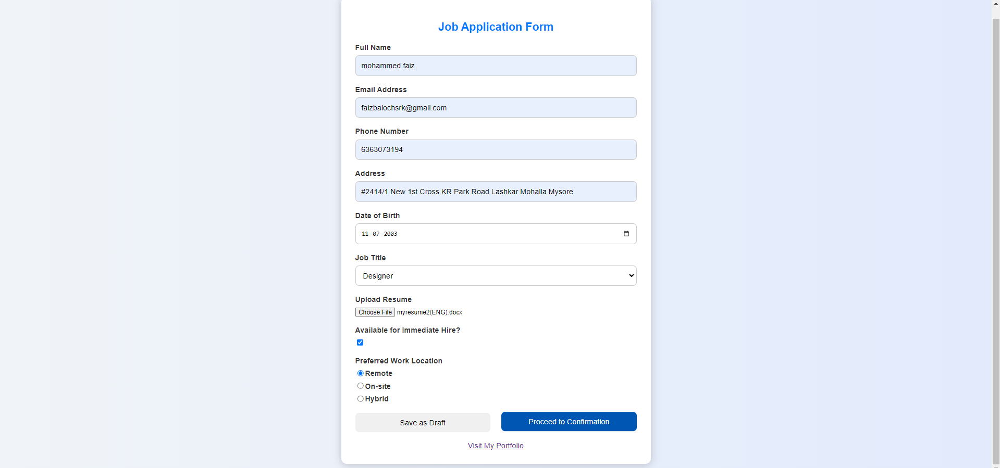 Job Application Form
Full Name
mohammed faiz
Email Address
faizbalochsrk@gmail.com
Phone Number
6363073194
Address
#2414/1 New 1st Cross KR Park Road Lashkar Mohalla Mysore
Date of Birth
11-07-2003
Job Title
Designer
Upload Resume
Choose File myresume2(ENG).docx
Available for Immediate Hire?
Preferred Work Location
Remote
On-site
Hybrid
Save as Draft Proceed to Confirmation
Visit My Portfolio